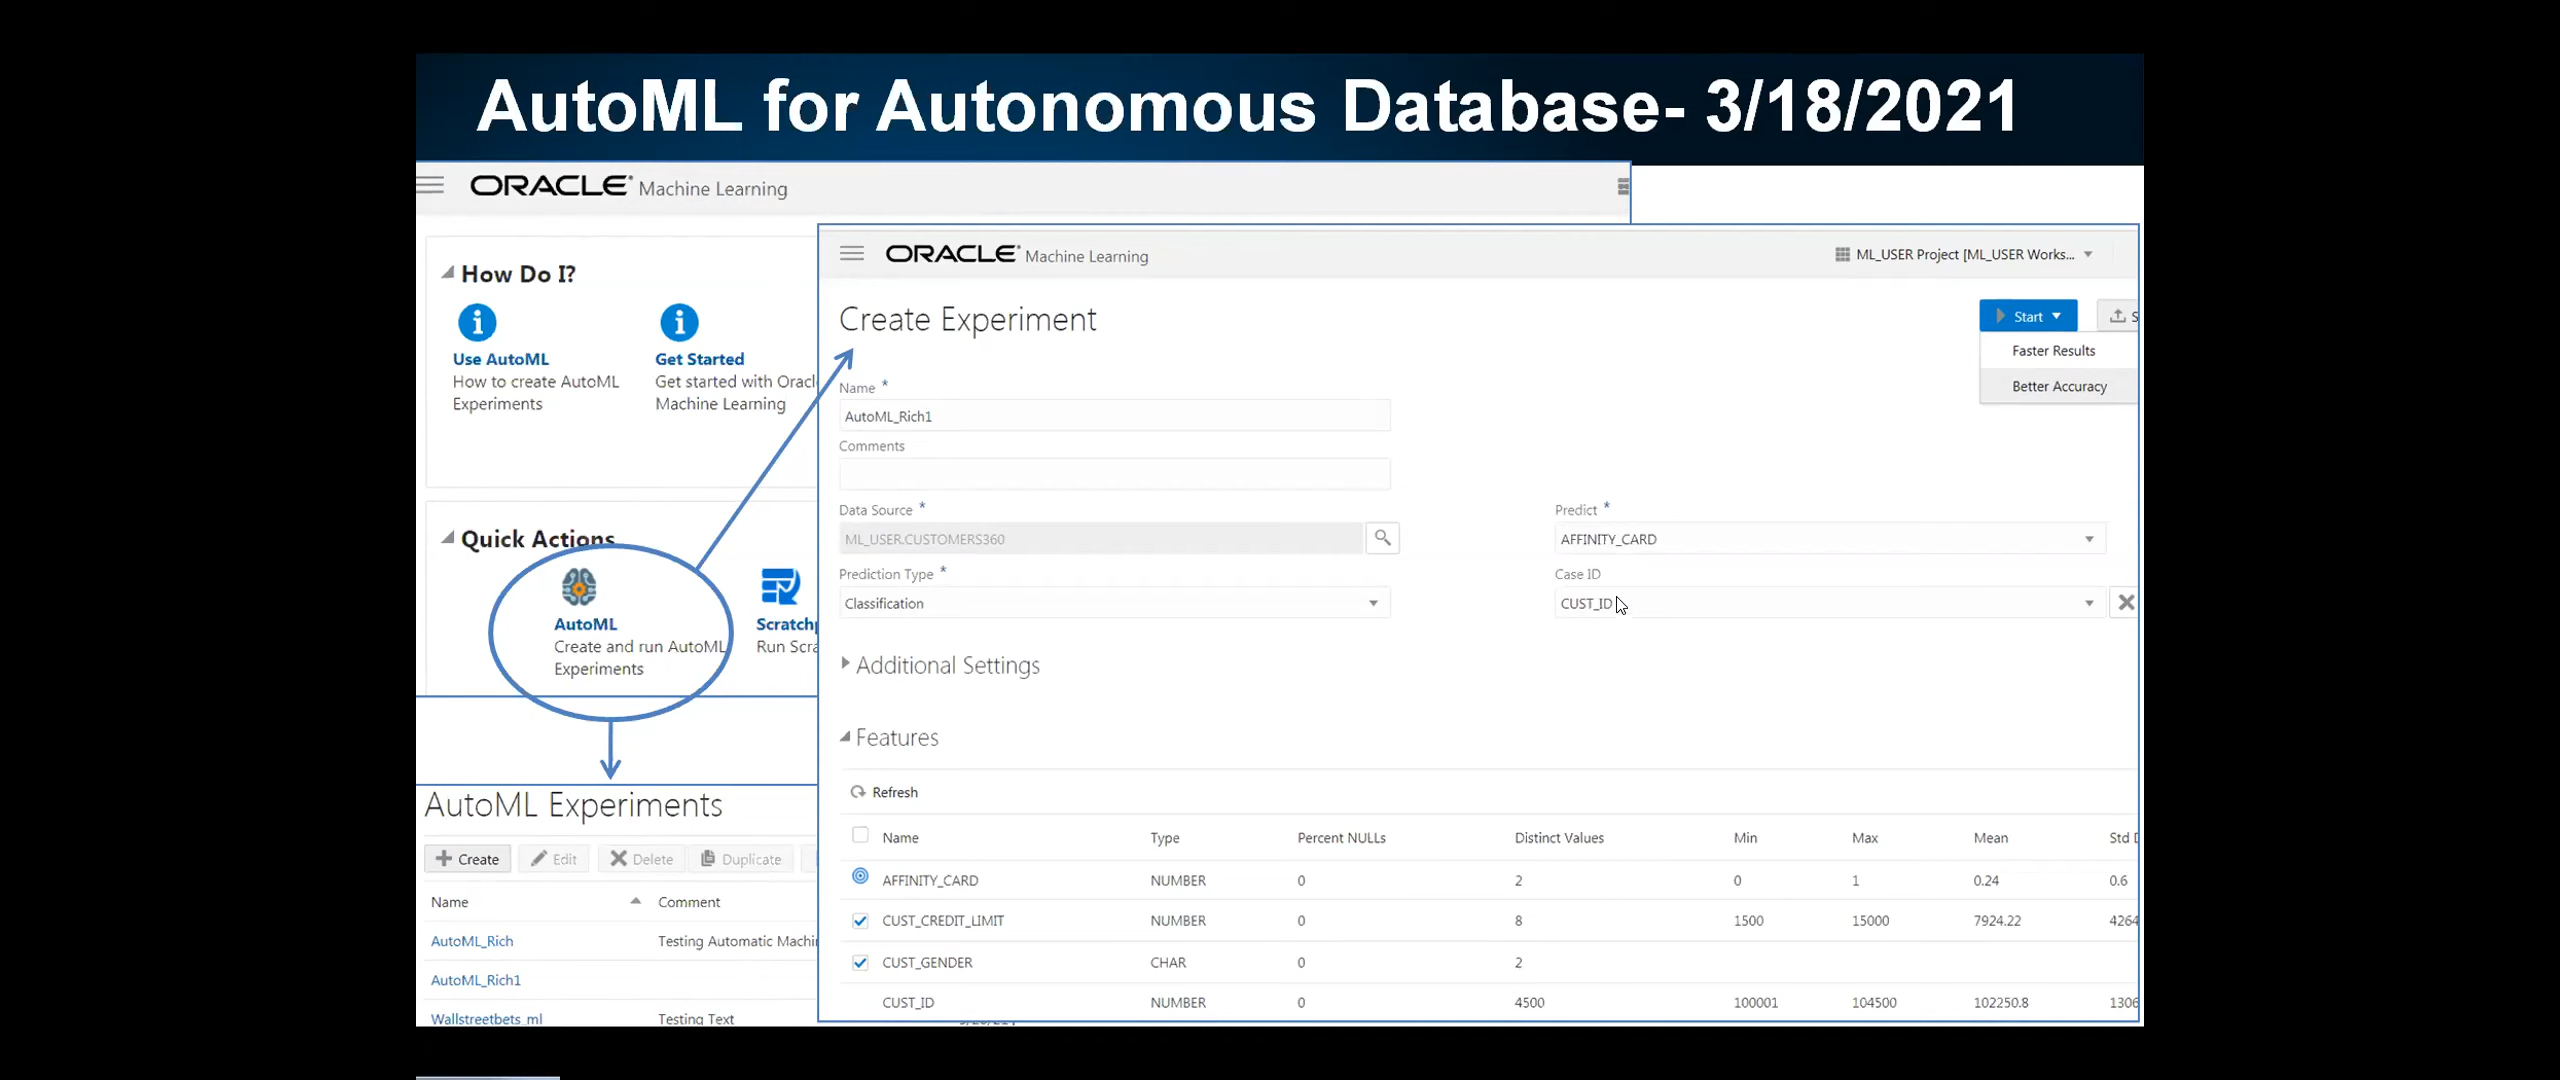 AutoML for Autonomous Database- 3/18/2021
ORACLE® Machine Learning
How Do I?
Use AutoML
How to create AutoML
Experiments
Get Started
Get started with
Machine Learning
Quick Actions
AutoML
Create and run AutoML
Experiments
Run
AutoML Experiments
Create Edit Delete Duplicate
Name Comment
AutoML_Rich Testing Automatic
AutoML_Rich1
Wallstreetbets_ml Testing Text
ORACLE® Machine Learning
ML_USER Project [ML_USER Works...
Create Experiment
Start
Faster Results
Better Accuracy
Name *
AutoML_Rich1
Comments
Data Source *
ML_USER.CUSTOMERS360
Predict *
AFFINITY_CARD
Prediction Type *
Classification
Case ID
CUST_ID
Additional Settings
Features
Refresh
Name Type Percent NULLs Distinct Values Min Max Mean Std
AFFINITY_CARD NUMBER 0 2 0 1 0.24 0.6
CUST_CREDIT_LIMIT NUMBER 0 8 1500 15000 7924.22 4264
CUST_GENDER CHAR 0 2
CUST_ID NUMBER 0 4500 100001 104500 102250.8 1306